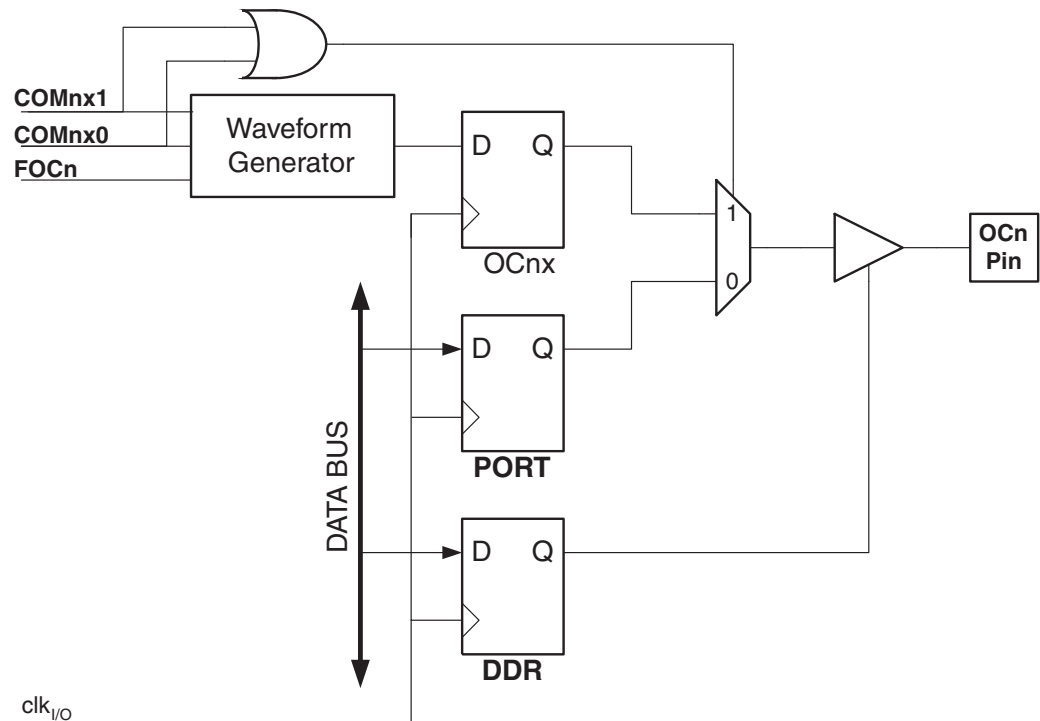 COMnx1
COMnx0
FOCn
Waveform
Generator
D Q
OCnx
1
0
OCn
Pin
D Q
PORT
DATA BUS
D Q
DDR
clkI/O